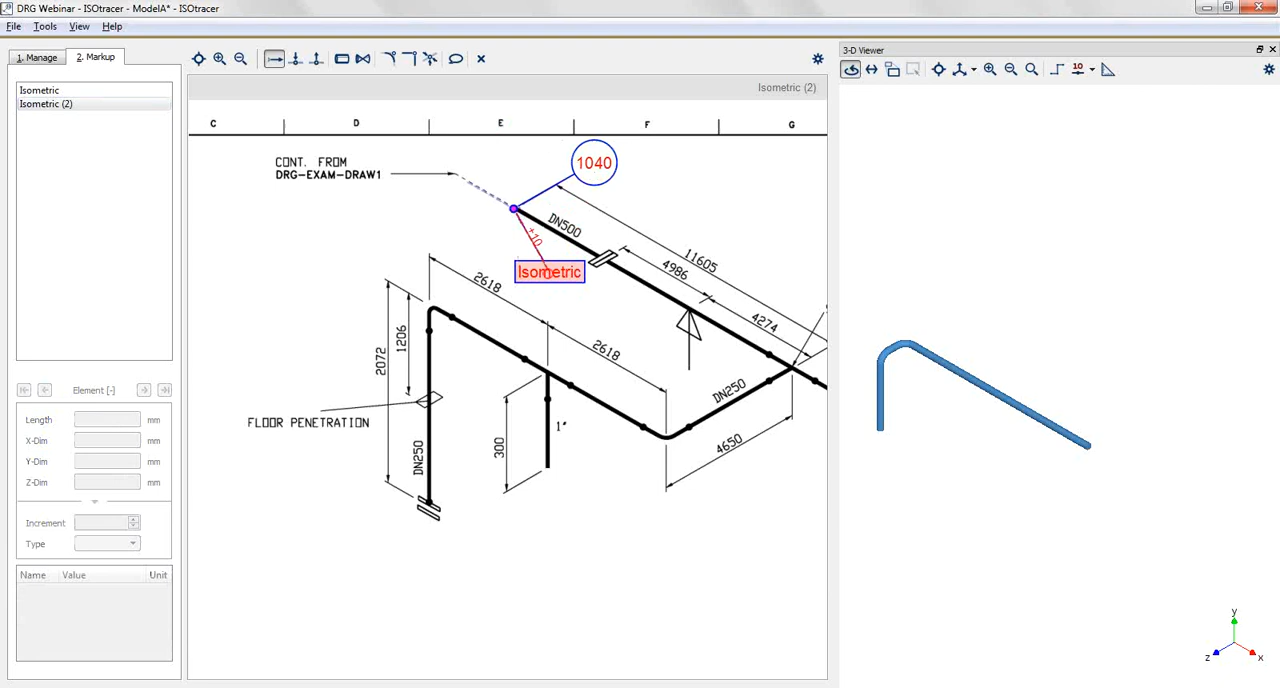 DRG Webinar - ISOtracer - ModelA* - ISOtracer
File Tools View Help
1. Manage 2. Markup
Isometric
Isometric (2)
Element [-]
Length mm
X-Dim mm
Y-Dim mm
Z-Dim mm
Increment
Type
Name Value Unit
Isometric (2)
C D E F G
CONT. FROM
DRG-EXAM-DRAW1
1040
DN500
+10
Isometric
11605
4986
4274
2618
2618
1206
2072
FLOOR PENETRATION
DN250
300
1"
DN250
4650
3-D Viewer
10
y
z
x